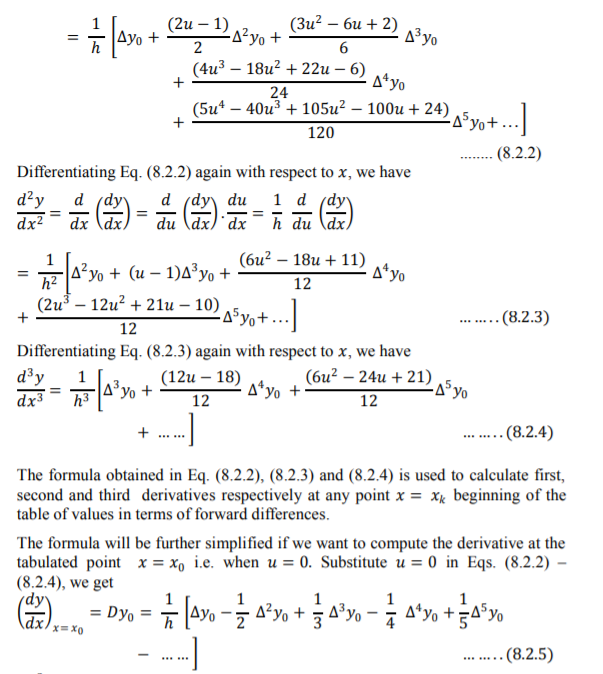 = 1/h [Δy₀ + (2u − 1)/2 Δ²y₀ + (3u² − 6u + 2)/6 Δ³y₀
+ (4u³ − 18u² + 22u − 6)/24 Δ⁴y₀
+ (5u⁴ − 40u³ + 105u² − 100u + 24)/120 Δ⁵y₀+ ...]
........ (8.2.2)
Differentiating Eq. (8.2.2) again with respect to x, we have
d²y/dx² = d/dx (dy/dx) = d/du (dy/dx) . du/dx = 1/h d/du (dy/dx)
= 1/h² [Δ²y₀ + (u − 1)Δ³y₀ + (6u² − 18u + 11)/12 Δ⁴y₀
+ (2u³ − 12u² + 21u − 10)/12 Δ⁵y₀+ ...] ... ... . . (8.2.3)
Differentiating Eq. (8.2.3) again with respect to x, we have
d³y/dx³ = 1/h³ [Δ³y₀ + (12u − 18)/12 Δ⁴y₀ + (6u² − 24u + 21)/12 Δ⁵y₀
+ ... ...] ... ... . . (8.2.4)
The formula obtained in Eq. (8.2.2), (8.2.3) and (8.2.4) is used to calculate first,
second and third derivatives respectively at any point x = xₖ beginning of the
table of values in terms of forward differences.
The formula will be further simplified if we want to compute the derivative at the
tabulated point x = x₀ i.e. when u = 0. Substitute u = 0 in Eqs. (8.2.2) –
(8.2.4), we get
(dy/dx)ₓ₌ₓ₀ = Dy₀ = 1/h [Δy₀ − 1/2 Δ²y₀ + 1/3 Δ³y₀ − 1/4 Δ⁴y₀ + 1/5 Δ⁵y₀
− ... ...] ... ... . . (8.2.5)